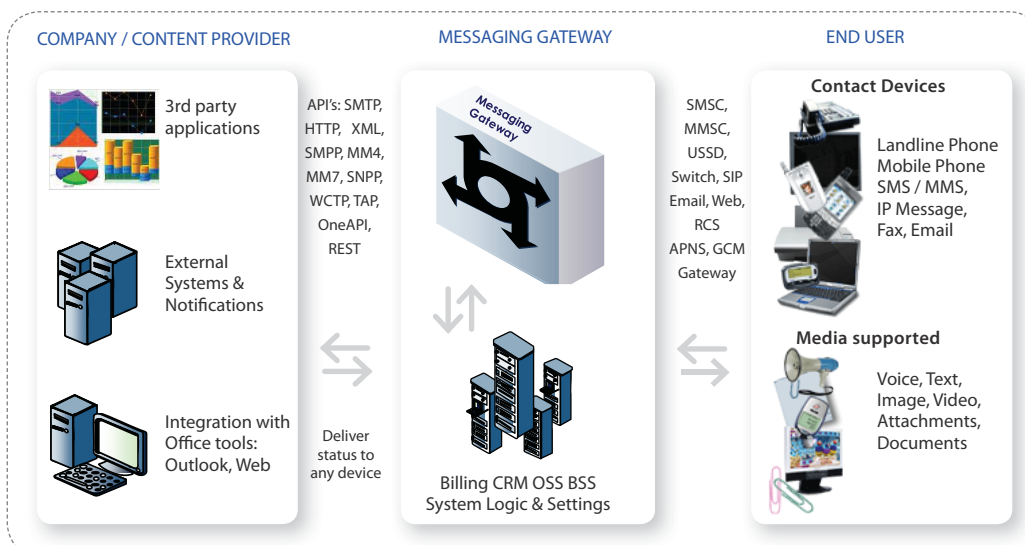 COMPANY / CONTENT PROVIDER
3rd party
applications
External
Systems &
Notifications
Integration with
Office tools:
Outlook, Web
API's: SMTP,
HTTP, XML,
SMPP, MM4,
MM7, SNPP,
WCTP, TAP,
OneAPI,
REST
Deliver
status to
any device
MESSAGING GATEWAY
Messaging
Gateway
Billing CRM OSS BSS
System Logic & Settings
SMSC,
MMSC,
USSD,
Switch, SIP
Email, Web,
RCS
APNS, GCM
Gateway
END USER
Contact Devices
Landline Phone
Mobile Phone
SMS / MMS,
IP Message,
Fax, Email
Media supported
Voice, Text,
Image, Video,
Attachments,
Documents